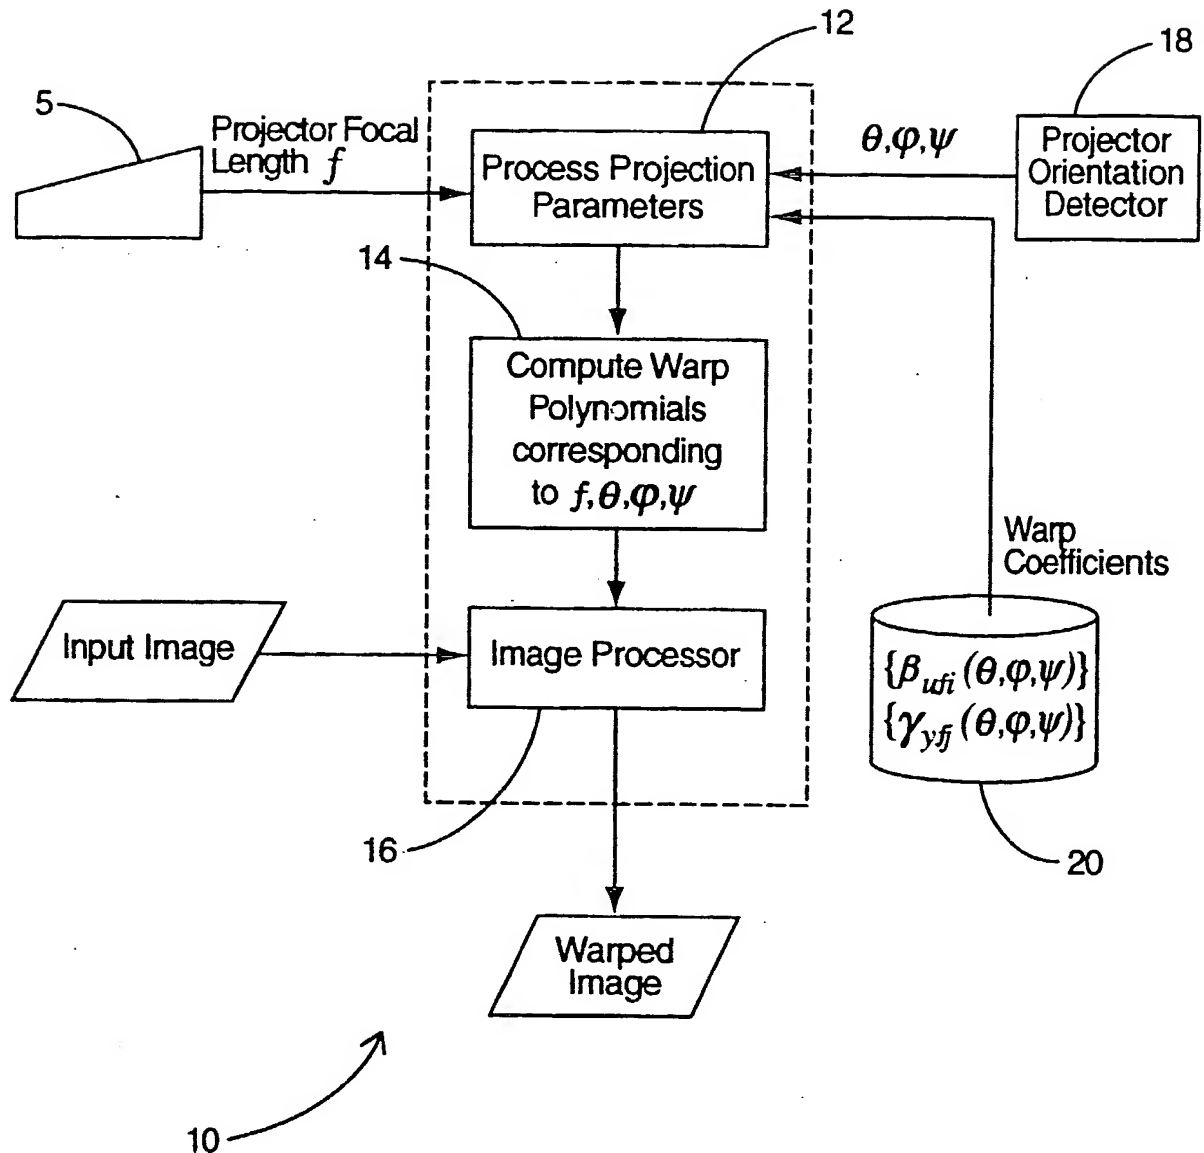 12
18
5
Projector Focal
Length f
θ,φ,ψ
Process Projection
Parameters
Projector
Orientation
Detector
14
Compute Warp
Polynomials
corresponding
to f,θ,φ,ψ
Warp
Coefficients
Input Image
Image Processor
{β_ufi (θ,φ,ψ)}
{γ_yfj (θ,φ,ψ)}
16
20
Warped
Image
10